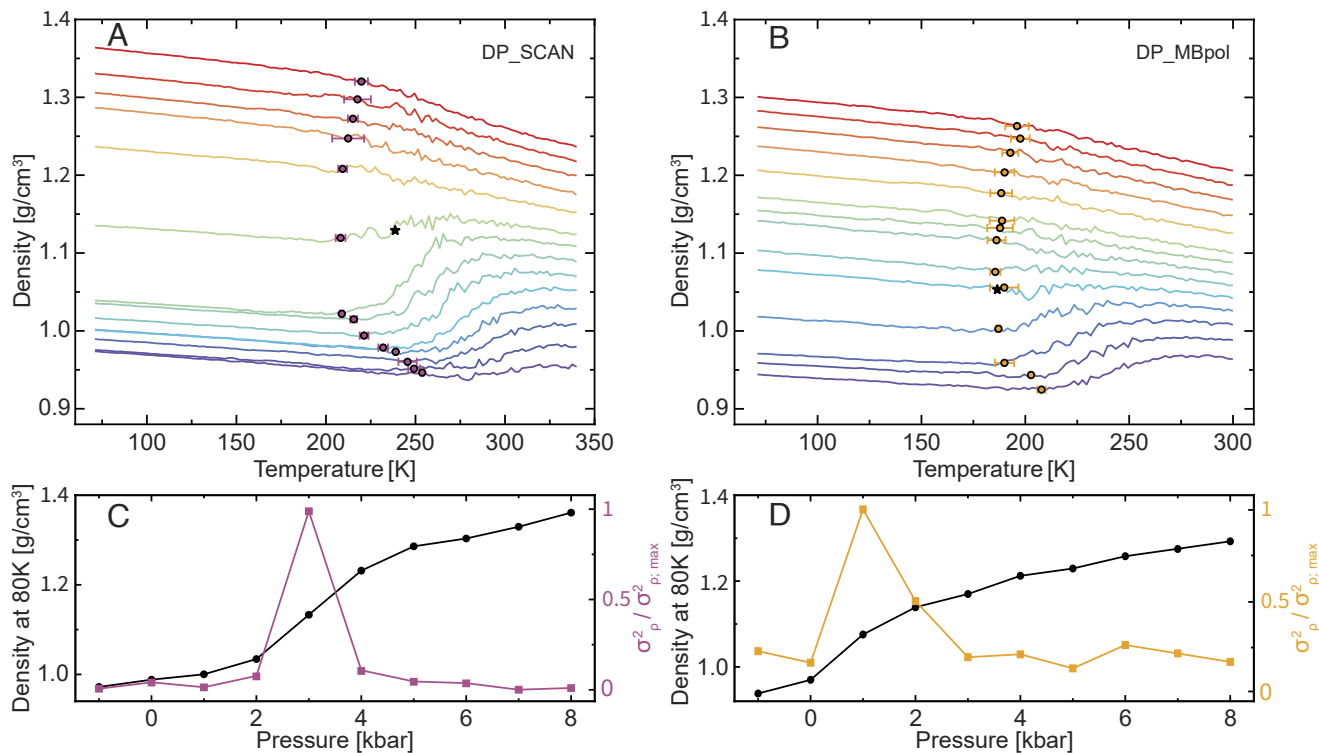 A
DP_SCAN
1.4
1.3
1.2
1.1
1.0
0.9
Density [g/cm³]
100
150
200
250
300
350
Temperature [K]
B
DP_MBpol
1.4
1.3
1.2
1.1
1.0
0.9
Density [g/cm³]
100
150
200
250
300
Temperature [K]
C
1.4
1.2
1.0
Density at 80K [g/cm³]
1
0.5
0
σ²ρ / σ²ρ; max
0
2
4
6
8
Pressure [kbar]
D
1.4
1.2
1.0
Density at 80K [g/cm³]
1
0.5
0
σ²ρ / σ²ρ; max
0
2
4
6
8
Pressure [kbar]